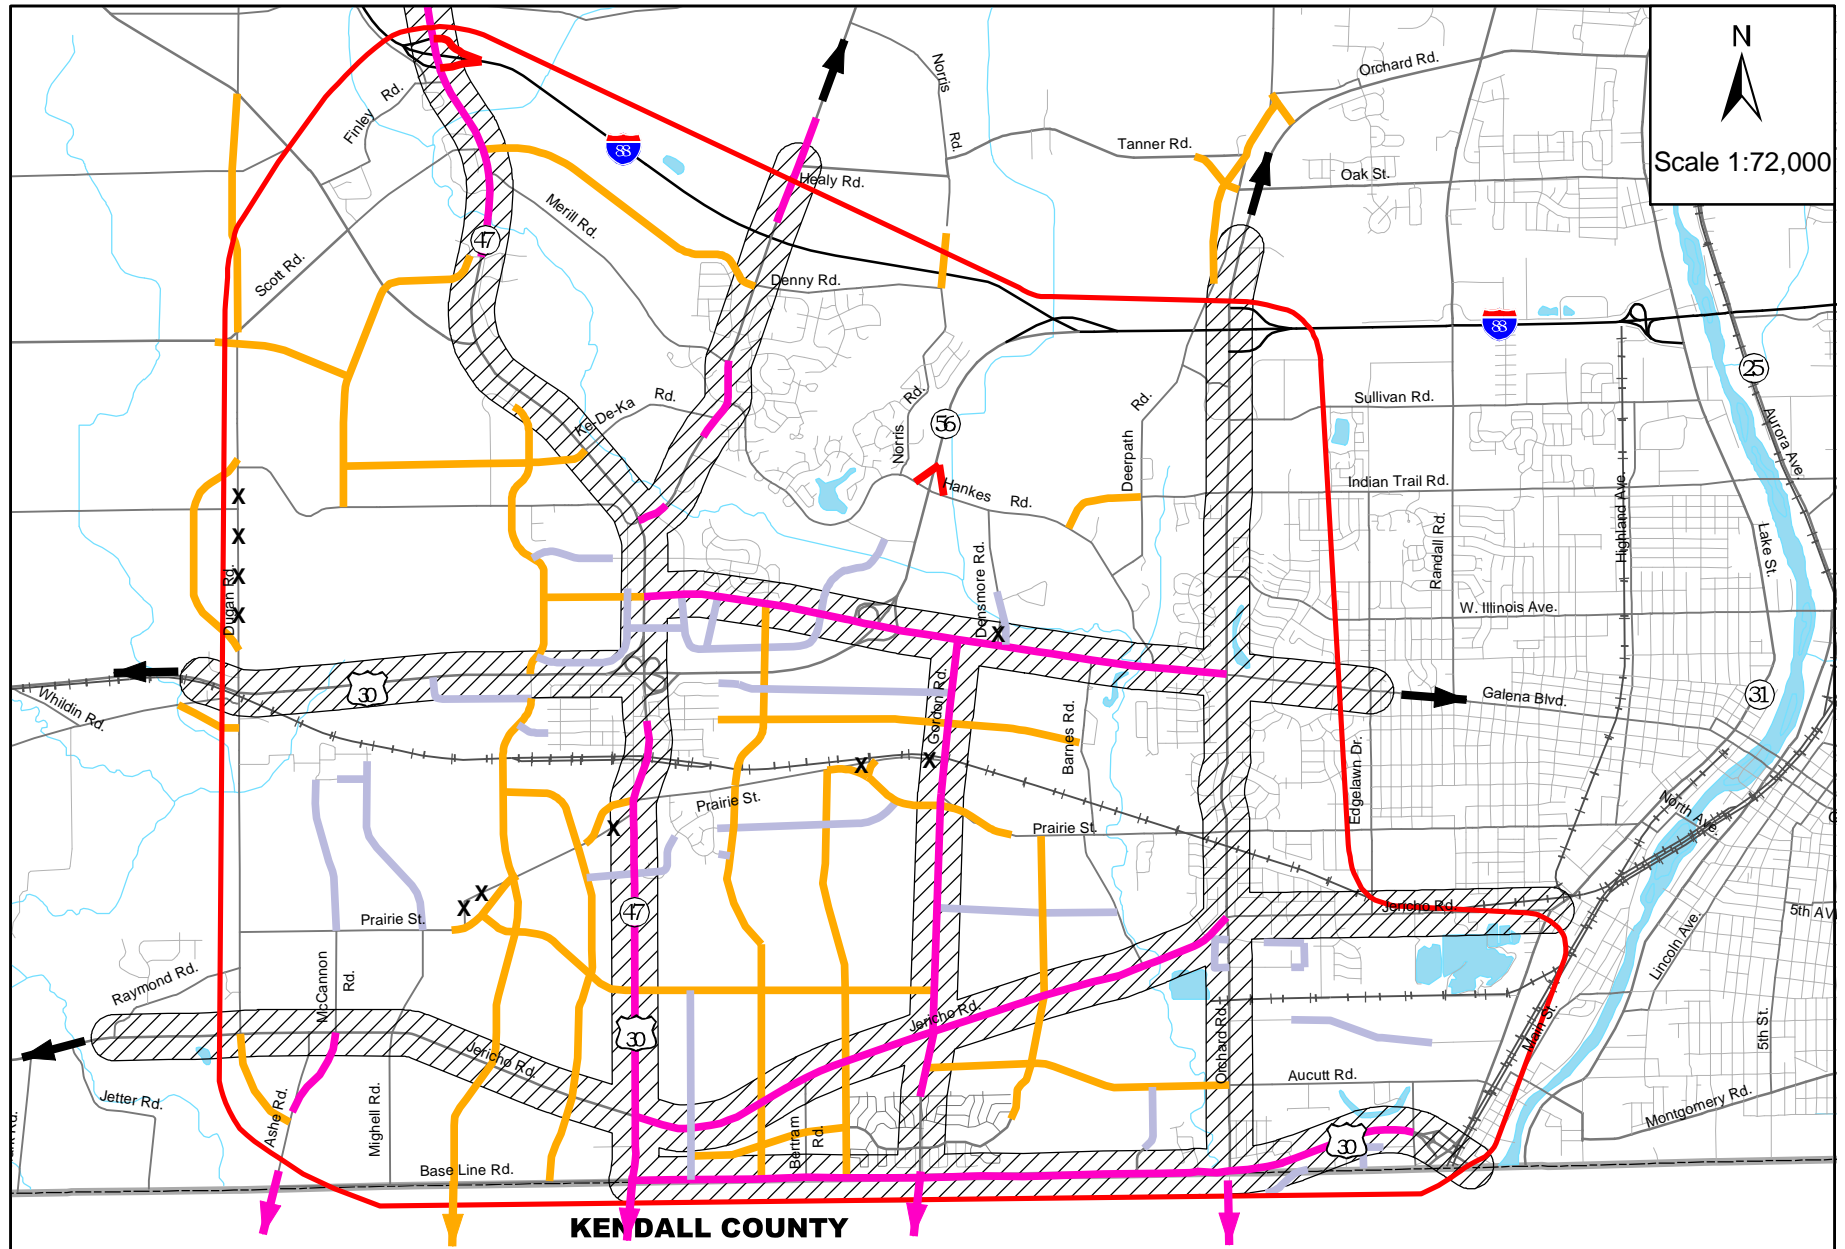 N
Scale 1:72,000
Orchard Rd.
Norris
Rd.
Finley Rd.
88
Tanner Rd.
Oak St.
Healy Rd.
Merill Rd.
47
Scott Rd.
Denny Rd.
88
25
Aurora Ave.
Sullivan Rd.
Ke-De-Ka Rd.
Norris Rd.
56
Deerpath Rd.
Hankes Rd.
Indian Trail Rd.
Randall Rd.
Highland Ave.
Lake St.
X
X
X
X
Dugan Rd.
Densmore Rd.
X
W. Illinois Ave.
30
Whildin Rd.
Gordon Rd.
Barnes Rd.
Galena Blvd.
31
Edgelawn Dr.
X
X
Prairie St.
X
Prairie St.
North Ave.
X
X
47
Prairie St.
Jericho Rd.
5th AV
Lincoln Ave.
Raymond Rd.
McCannon Rd.
30
Jericho Rd.
Jericho Rd.
Orchard Rd.
Main St.
5th St.
Jetter Rd.
Ashe Rd.
Mighell Rd.
Bertram Rd.
Aucutt Rd.
30
Montgomery Rd.
Rd.
Base Line Rd.
KENDALL COUNTY